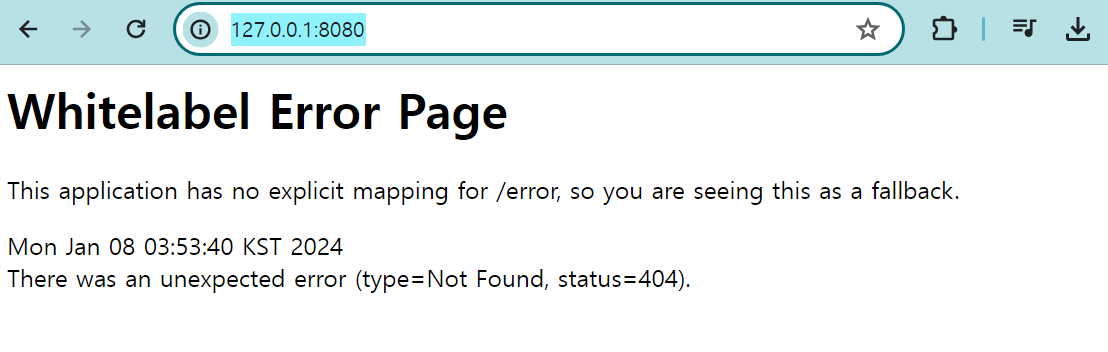 127.0.0.1:8080
Whitelabel Error Page
This application has no explicit mapping for /error, so you are seeing this as a fallback.
Mon Jan 08 03:53:40 KST 2024
There was an unexpected error (type=Not Found, status=404).